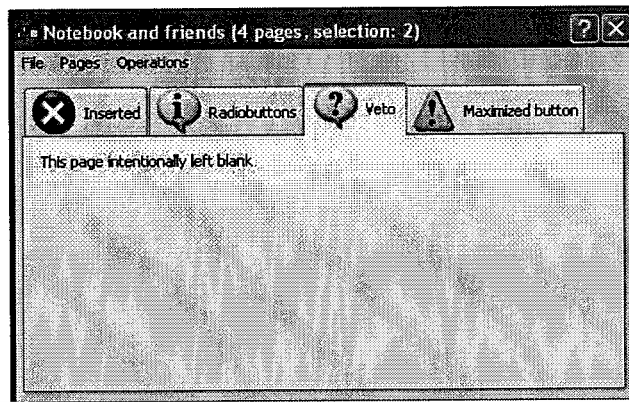 Notebook and friends (4 pages, selection: 2)
File Pages Operations
Inserted Radiobuttons Veto Maximized button
This page intentionally left blank.